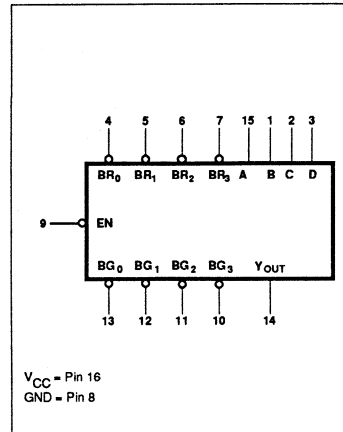 4 5 6 7 15 1 2 3
BR0 BR1 BR2 BR3 A B C D
9 EN
BG0 BG1 BG2 BG3 YOUT
13 12 11 10 14
VCC = Pin 16
GND = Pin 8